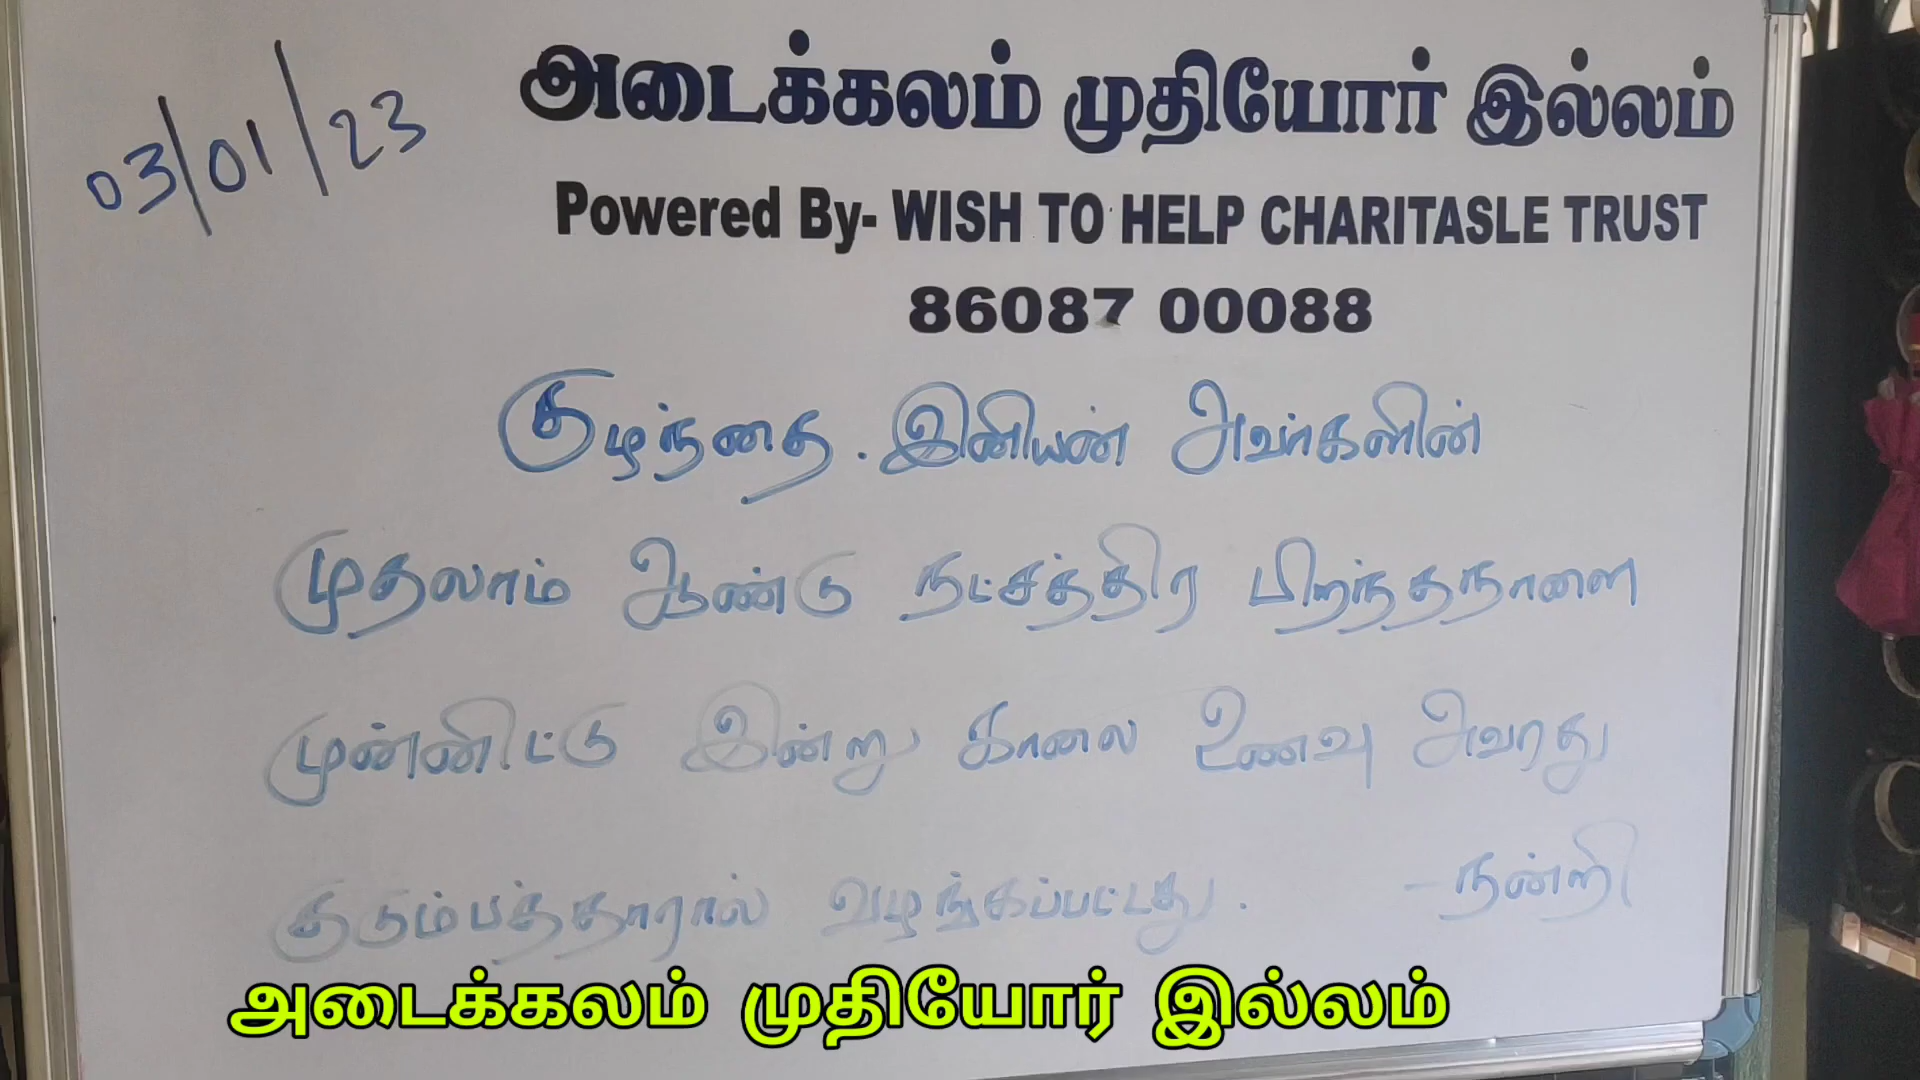 03/01/23
அடைக்கலம் முதியோர் இல்லம்
Powered By- WISH TO HELP CHARITASLE TRUST
86087 00088
குழந்தை. இனியன் அவர்களின்
முதலாம் ஆண்டு நட்சத்திர பிறந்தநாளை
முன்னிட்டு இன்று காலை உணவு அவரது
குடும்பத்தாரால் வழங்கப்பட்டது. - நன்றி
அடைக்கலம் முதியோர் இல்லம்